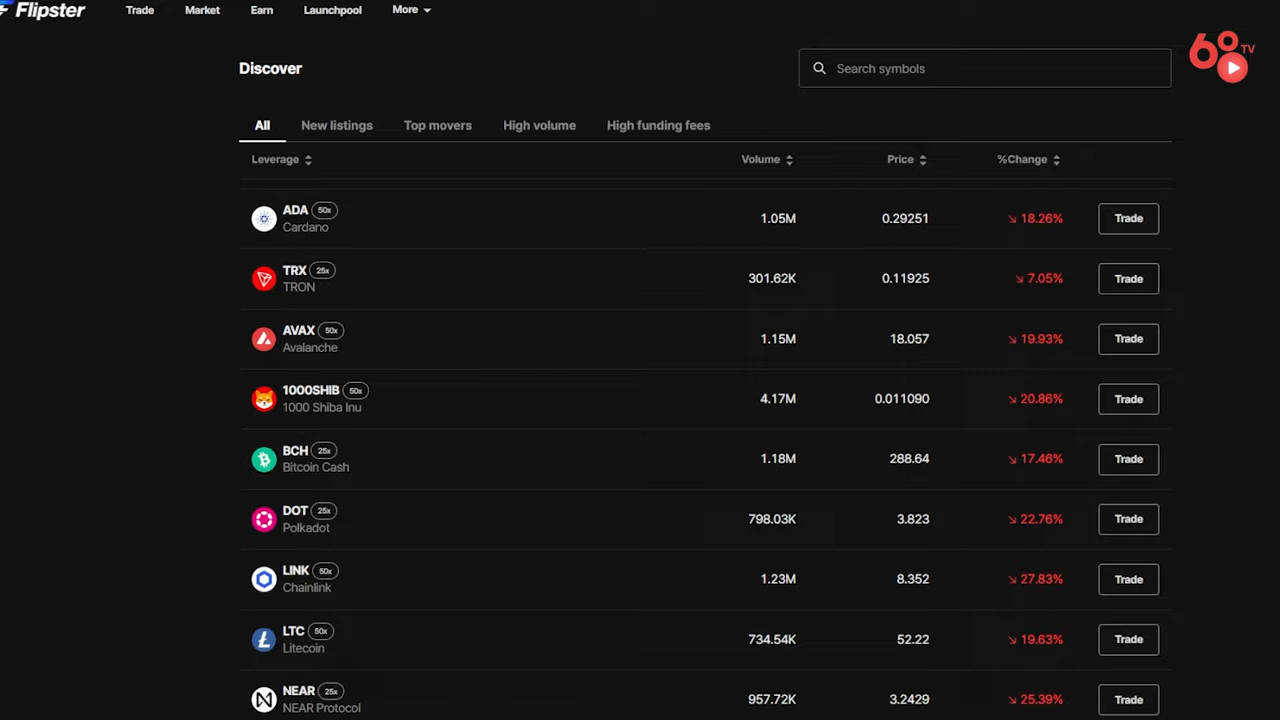 Flipster Trade Market Earn Launchpool More
60 TV
Discover Search symbols
All New listings Top movers High volume High funding fees
Leverage Volume Price %Change
ADA 50x
Cardano 1.05M 0.29251 18.26% Trade
TRX 25x
TRON 301.62K 0.11925 7.05% Trade
AVAX 50x
Avalanche 1.15M 18.057 19.93% Trade
1000SHIB 50x
1000 Shiba Inu 4.17M 0.011090 20.86% Trade
BCH 25x
Bitcoin Cash 1.18M 288.64 17.46% Trade
DOT 25x
Polkadot 798.03K 3.823 22.76% Trade
LINK 50x
Chainlink 1.23M 8.352 27.83% Trade
LTC 50x
Litecoin 734.54K 52.22 19.63% Trade
NEAR 25x
NEAR Protocol 957.72K 3.2429 25.39% Trade